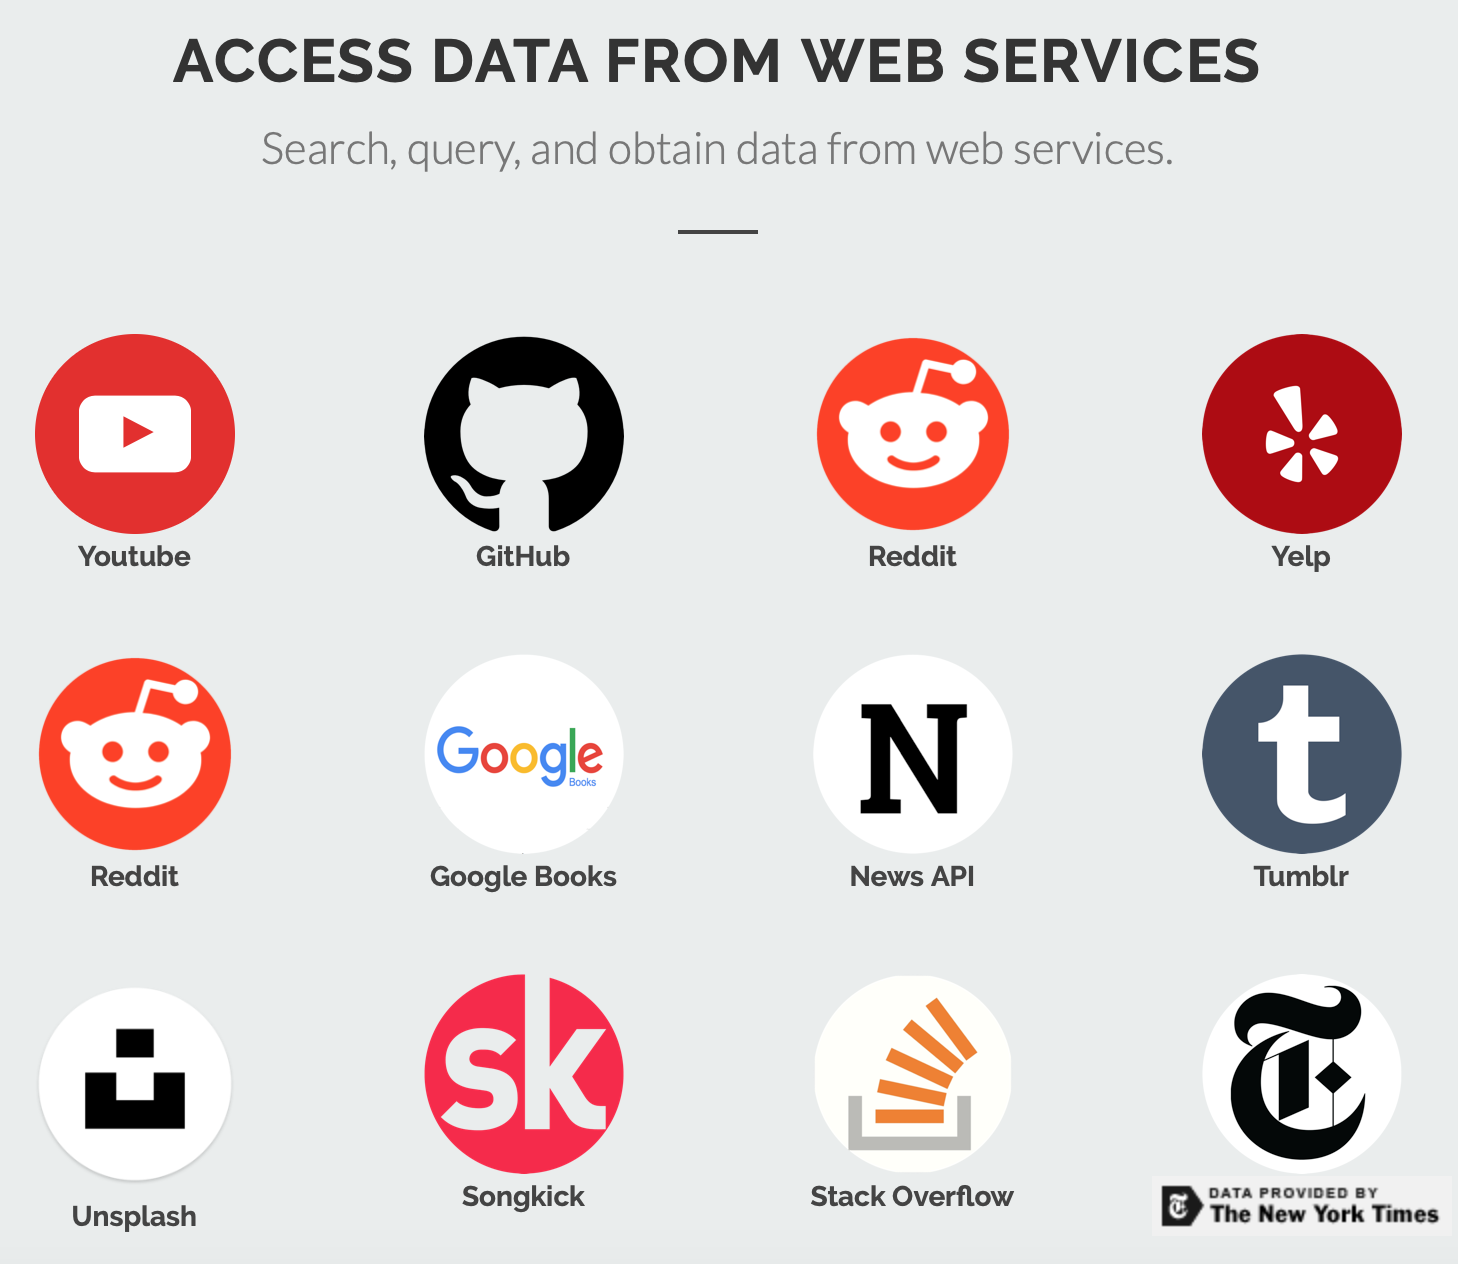 ACCESS DATA FROM WEB SERVICES
Search, query, and obtain data from web services.
Youtube
GitHub
Reddit
Yelp
Google
Books
N
t
Reddit
Google Books
News API
Tumblr
sk
T
Unsplash
Songkick
Stack Overflow
DATA PROVIDED BY
The New York Times